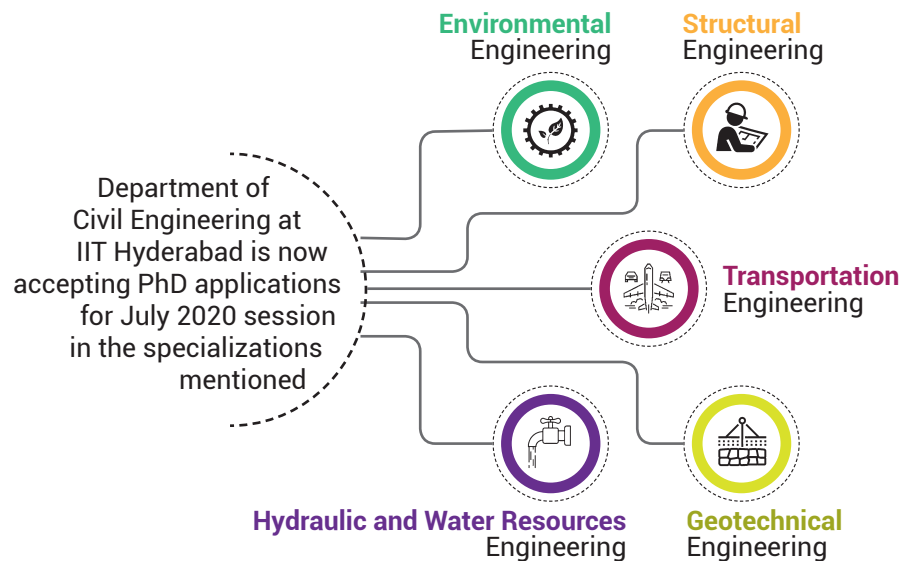 Department of
Civil Engineering at
IIT Hyderabad is now
accepting PhD applications
for July 2020 session
in the specializations
mentioned
Environmental
Engineering
Structural
Engineering
Transportation
Engineering
Hydraulic and Water Resources
Engineering
Geotechnical
Engineering